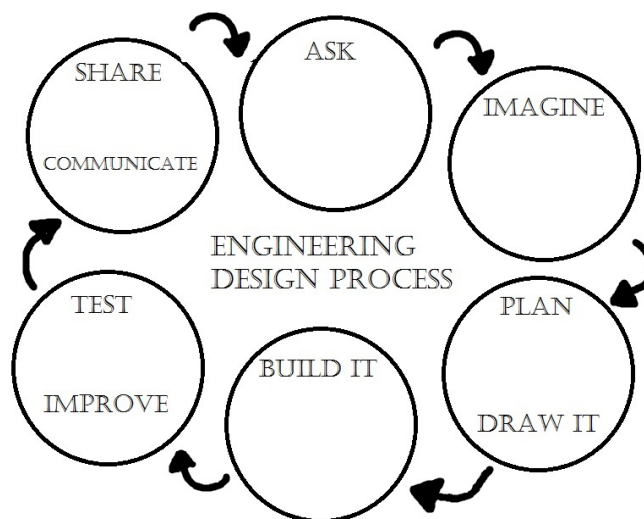 ASK
IMAGINE
PLAN
DRAW IT
BUILD IT
TEST
IMPROVE
SHARE
COMMUNICATE
ENGINEERING
DESIGN PROCESS